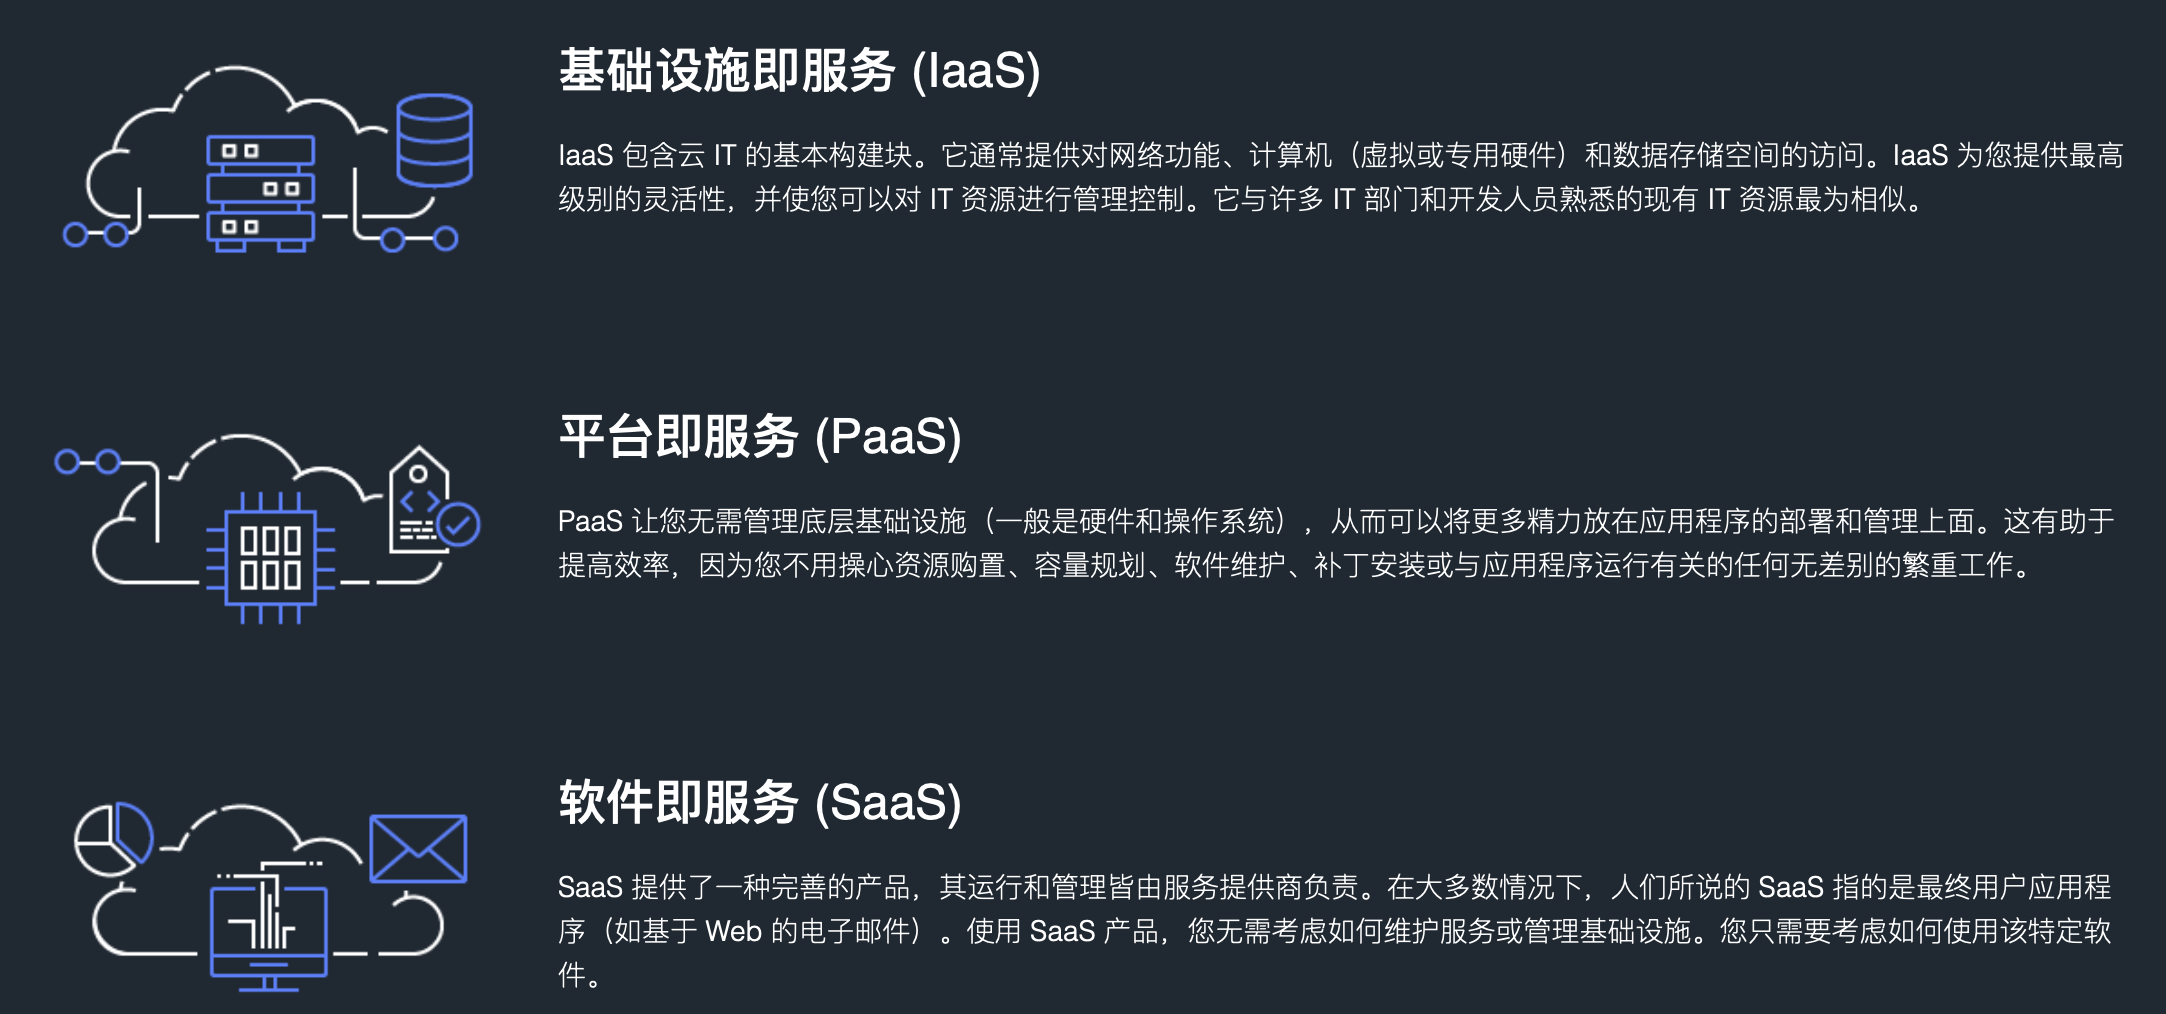 基础设施即服务 (IaaS)
IaaS 包含云 IT 的基本构建块。它通常提供对网络功能、计算机（虚拟或专用硬件）和数据存储空间的访问。IaaS 为您提供最高
级别的灵活性，并使您可以对 IT 资源进行管理控制。它与许多 IT 部门和开发人员熟悉的现有 IT 资源最为相似。
平台即服务 (PaaS)
PaaS 让您无需管理底层基础设施（一般是硬件和操作系统），从而可以将更多精力放在应用程序的部署和管理上面。这有助于
提高效率，因为您不用操心资源购置、容量规划、软件维护、补丁安装或与应用程序运行有关的任何无差别的繁重工作。
软件即服务 (SaaS)
SaaS 提供了一种完善的产品，其运行和管理皆由服务提供商负责。在大多数情况下，人们所说的 SaaS 指的是最终用户应用程
序（如基于 Web 的电子邮件）。使用 SaaS 产品，您无需考虑如何维护服务或管理基础设施。您只需要考虑如何使用该特定软
件。